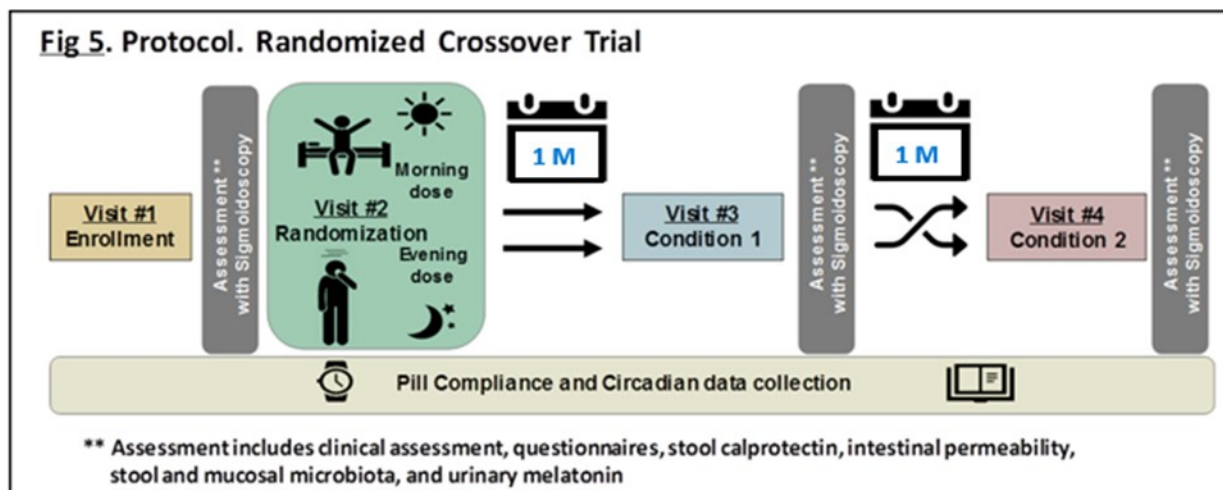 Fig 5. Protocol. Randomized Crossover Trial
Visit #1
Enrollment
Assessment **
with Sigmoidoscopy
Morning
dose
Visit #2
Randomization
Evening
dose
1 M
Visit #3
Condition 1
Assessment **
with Sigmoidoscopy
1 M
Visit #4
Condition 2
Assessment **
with Sigmoidoscopy
Pill Compliance and Circadian data collection
** Assessment includes clinical assessment, questionnaires, stool calprotectin, intestinal permeability,
stool and mucosal microbiota, and urinary melatonin